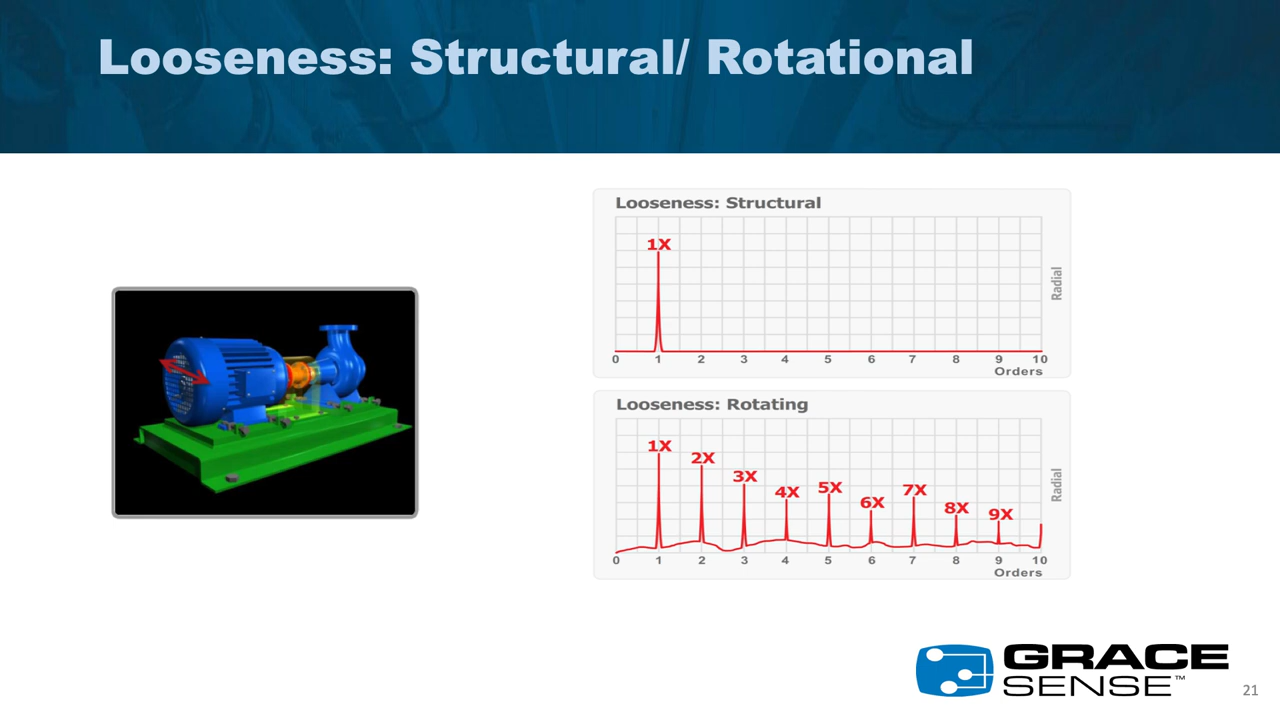 Looseness: Structural/ Rotational
Looseness: Structural
1X
Radial
0 1 2 3 4 5 6 7 8 9 10
Orders
Looseness: Rotating
1X 2X 3X 4X 5X 6X 7X 8X 9X
Radial
0 1 2 3 4 5 6 7 8 9 10
Orders
GRACE
SENSE™
21